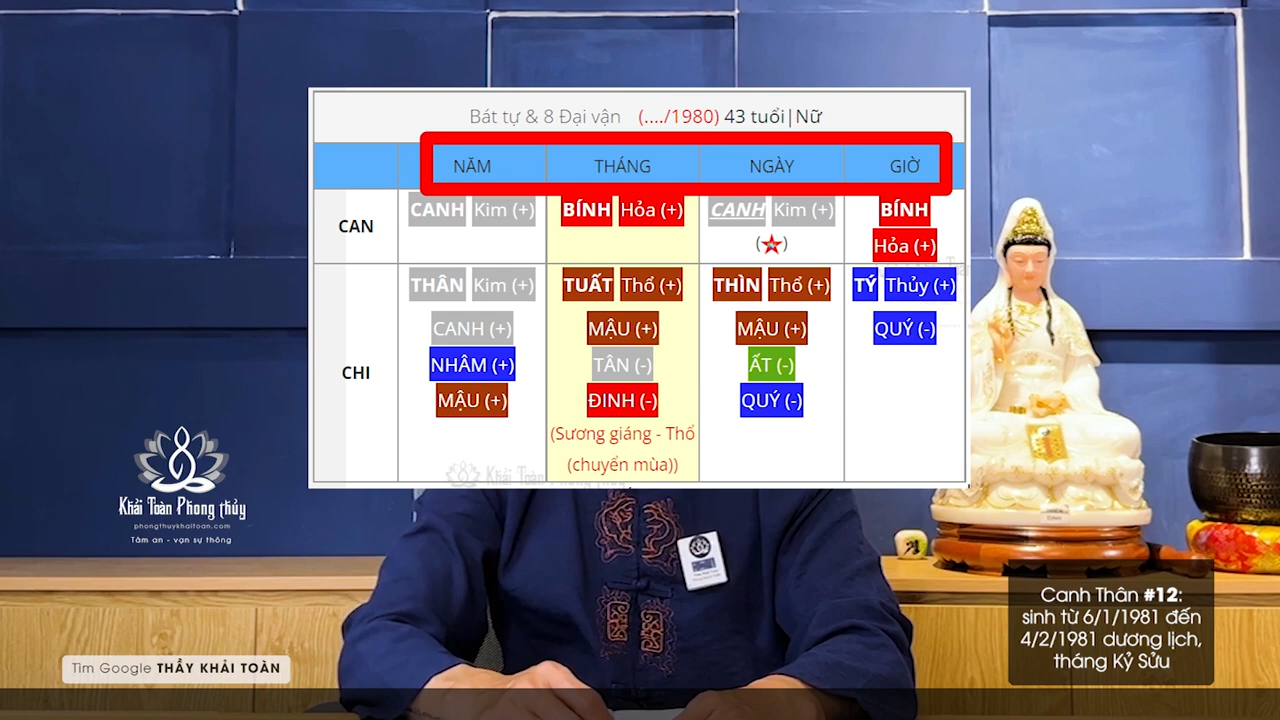 Bát tự & 8 Đại vận (..../1980) 43 tuổi|Nữ
NĂM THÁNG NGÀY GIỜ
CAN
CANH Kim (+)
BÍNH Hỏa (+)
CANH Kim (+)
BÍNH
Hỏa (+)
CHI
THÂN Kim (+)
CANH (+)
NHÂM (+)
MẬU (+)
TUẤT Thổ (+)
MẬU (+)
TÂN (-)
ĐINH (-)
(Sương giáng - Thổ
(chuyển mùa))
THÌN Thổ (+)
MẬU (+)
ẤT (-)
QUÝ (-)
TÝ Thủy (+)
QUÝ (-)
Khải Toàn Phong thủy
Khải Toàn Phong thủy
phongthuykhaitoan.com
Tâm an - vạn sự thông
Canh Thân #12:
sinh từ 6/1/1981 đến
4/2/1981 dương lịch,
tháng Kỷ Sửu
Tìm Google THẦY KHẢI TOÀN